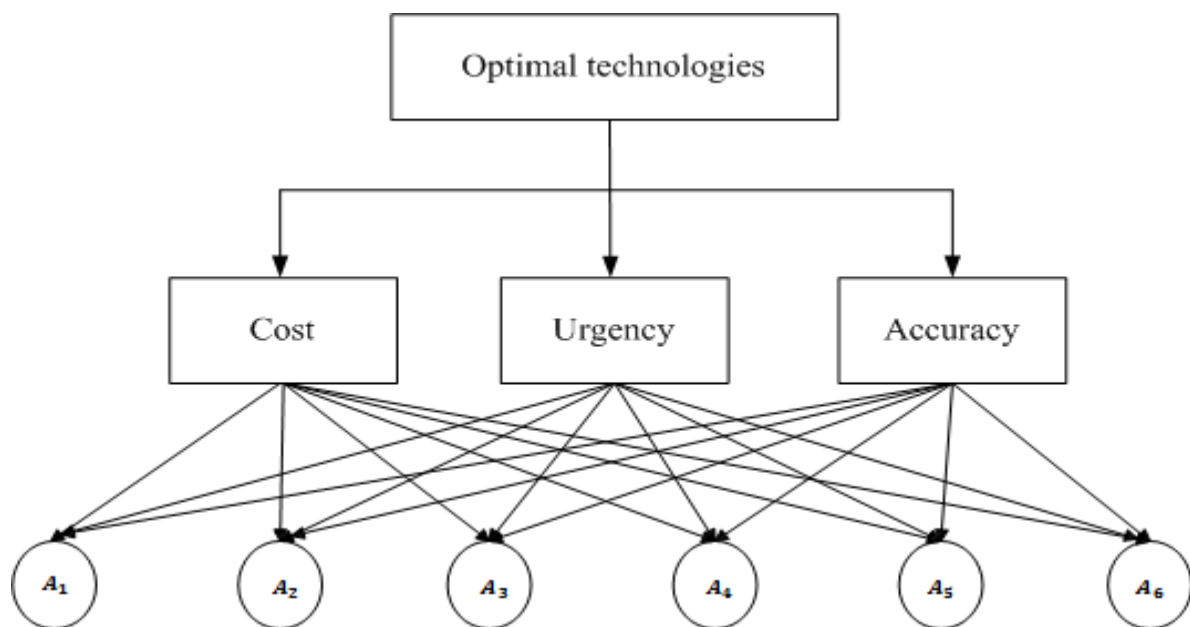 Optimal technologies
Cost
Urgency
Accuracy
A₁
A₂
A₃
A₄
A₅
A₆